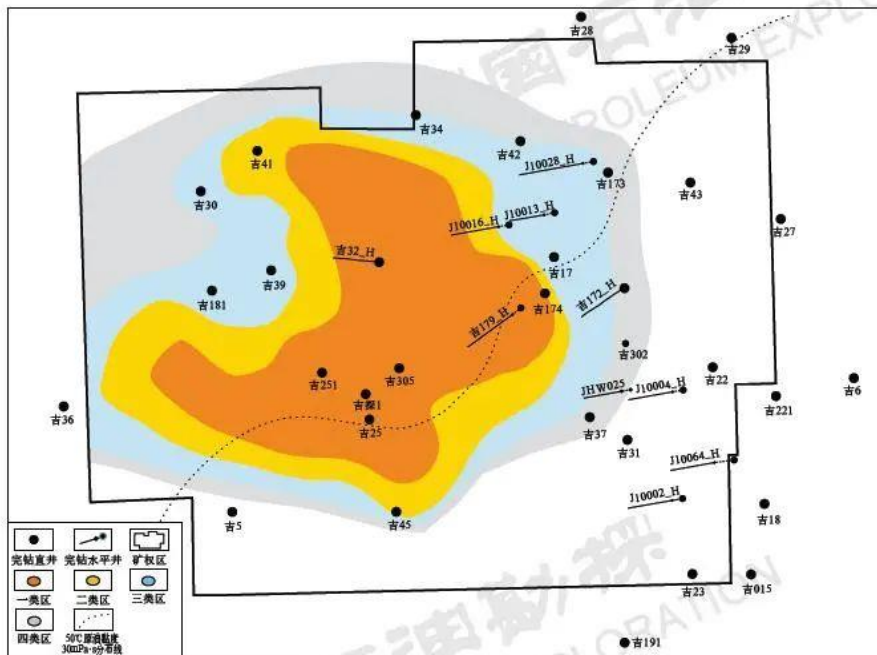 吉28
吉29
吉34
吉42
吉41
J10028_H
吉173
吉43
吉30
J10013_H
J10016_H
吉27
吉32_H
吉17
吉39
吉181
吉174
吉172_H
吉179_H
吉302
吉251
吉305
吉22
吉6
吉探1
JHW025
J10004_H
吉221
吉36
吉25
吉37
吉31
J10064_H
J10002_H
吉5
吉45
吉18
吉23
吉015
吉191
完钻直井 完钻水平井 矿权区
一类区 二类区 三类区
四类区 50℃原油黏度
30mPa·s分界线
PETROLEUM EXPLO
EXPLORATION